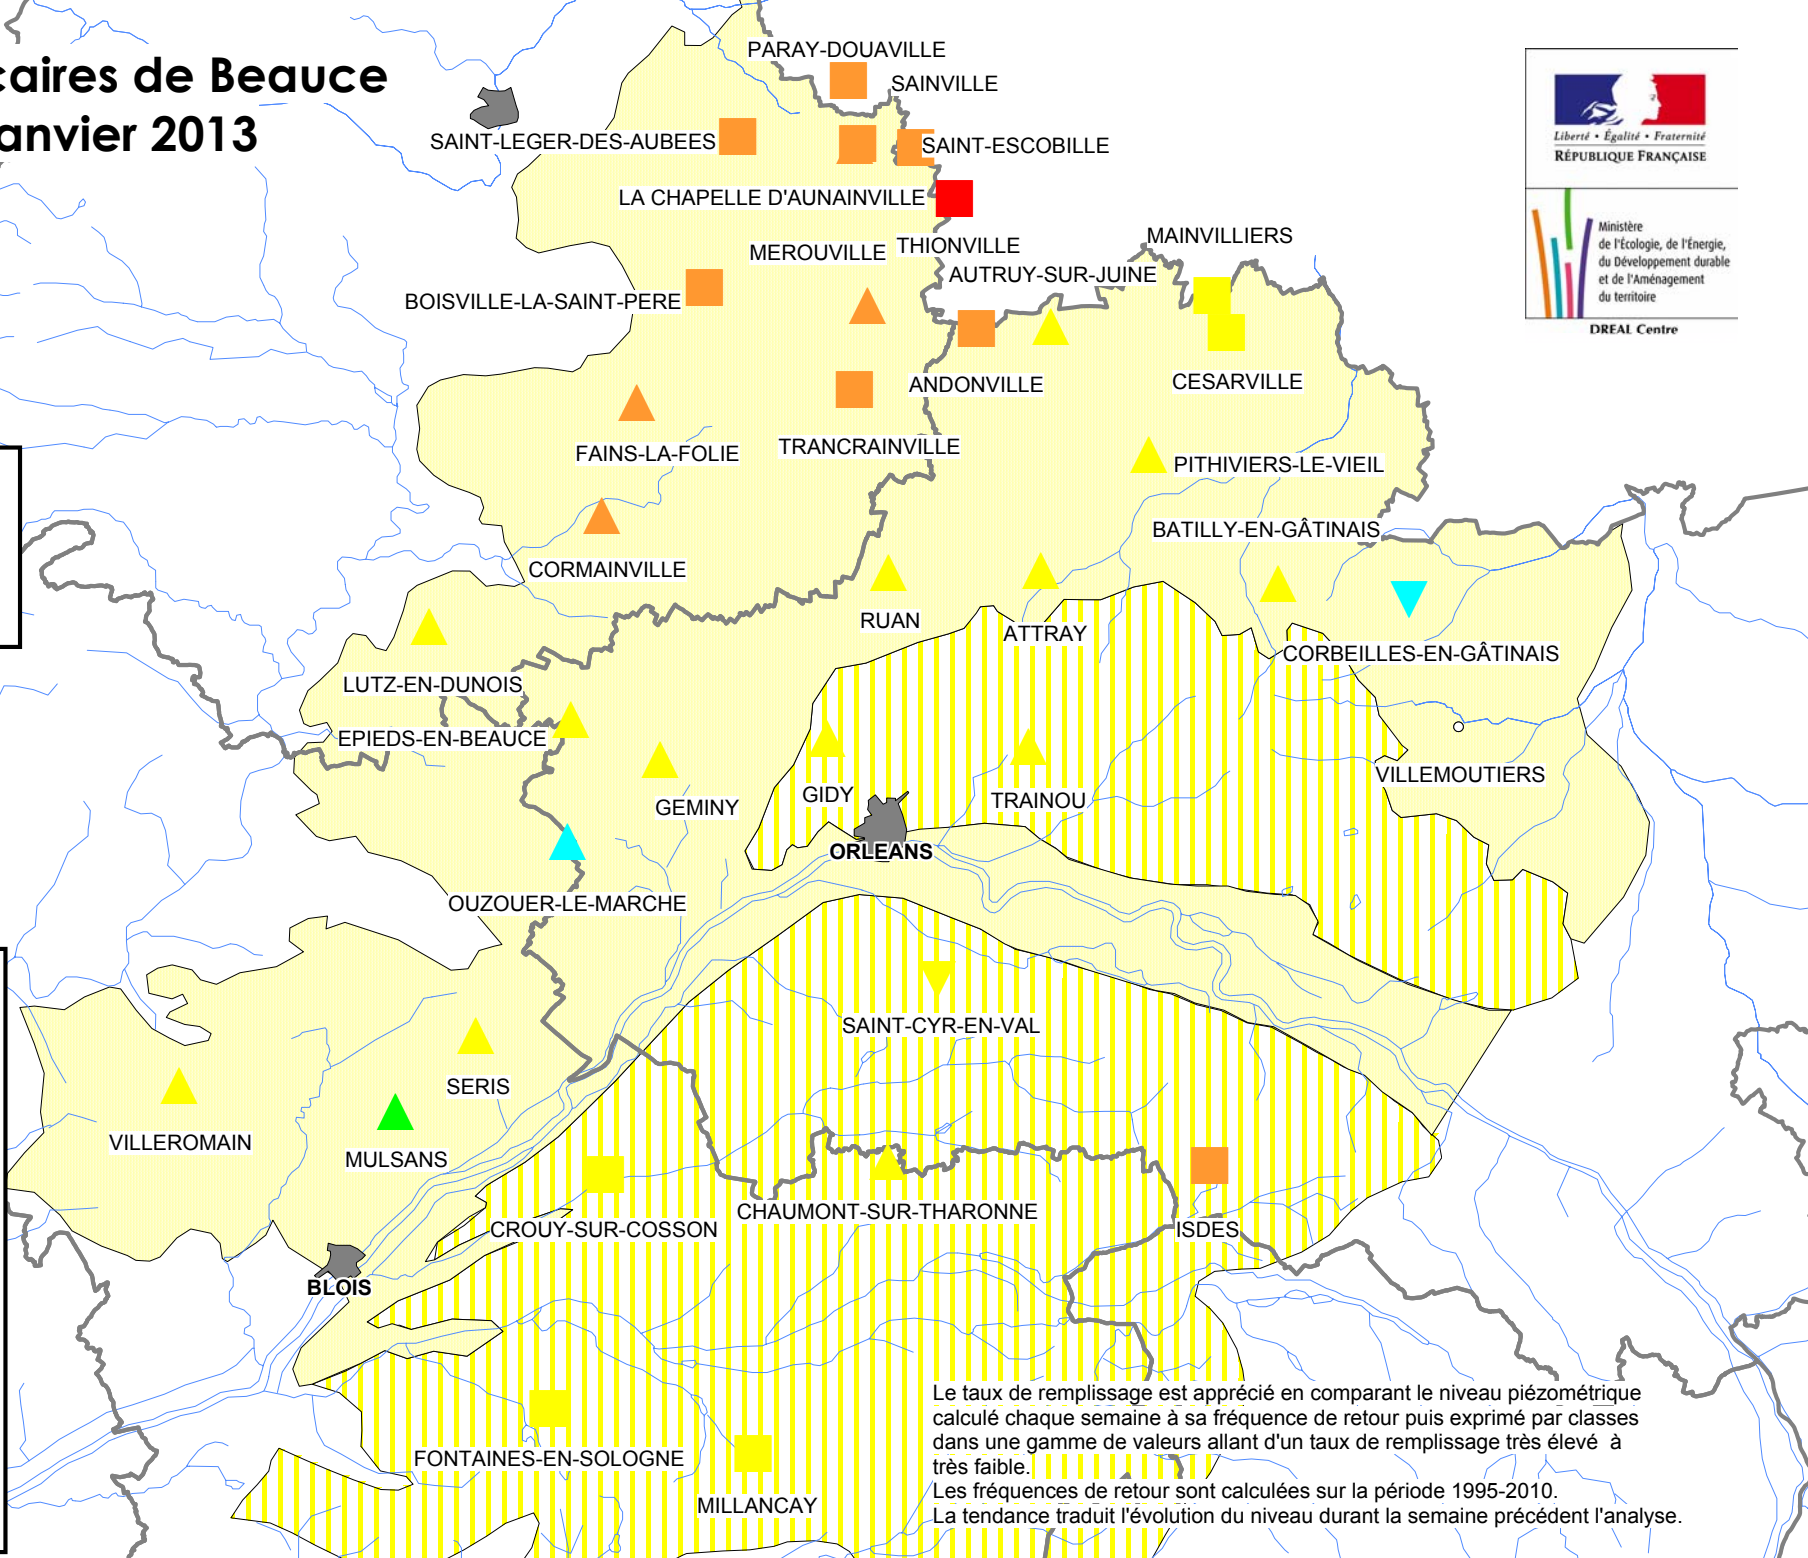 caires de Beauce
anvier 2013
PARAY-DOUAVILLE
SAINVILLE
SAINT-LEGER-DES-AUBEES
SAINT-ESCOBILLE
LA CHAPELLE D'AUNAINVILLE
MEROUVILLE
THIONVILLE
MAINVILLIERS
AUTRUY-SUR-JUINE
BOISVILLE-LA-SAINT-PERE
ANDONVILLE
CESARVILLE
FAINS-LA-FOLIE
TRANCRAINVILLE
PITHIVIERS-LE-VIEIL
BATILLY-EN-GÂTINAIS
CORMAINVILLE
RUAN
ATTRAY
CORBEILLES-EN-GÂTINAIS
LUTZ-EN-DUNOIS
EPIEDS-EN-BEAUCE
GEMINY
GIDY
TRAINOU
VILLEMOUTIERS
ORLEANS
OUZOUER-LE-MARCHE
SAINT-CYR-EN-VAL
SERIS
VILLEROMAIN
MULSANS
CROUY-SUR-COSSON
CHAUMONT-SUR-THARONNE
ISDES
BLOIS
FONTAINES-EN-SOLOGNE
MILLANCAY
Liberté • Égalité • Fraternité
RÉPUBLIQUE FRANÇAISE
Ministère
de l'Écologie, de l'Énergie,
du Développement durable
et de l'Aménagement
du territoire
DREAL Centre
Le taux de remplissage est apprécié en comparant le niveau piézométrique
calculé chaque semaine à sa fréquence de retour puis exprimé par classes
dans une gamme de valeurs allant d'un taux de remplissage très élevé à
très faible.
Les fréquences de retour sont calculées sur la période 1995-2010.
La tendance traduit l'évolution du niveau durant la semaine précédent l'analyse.